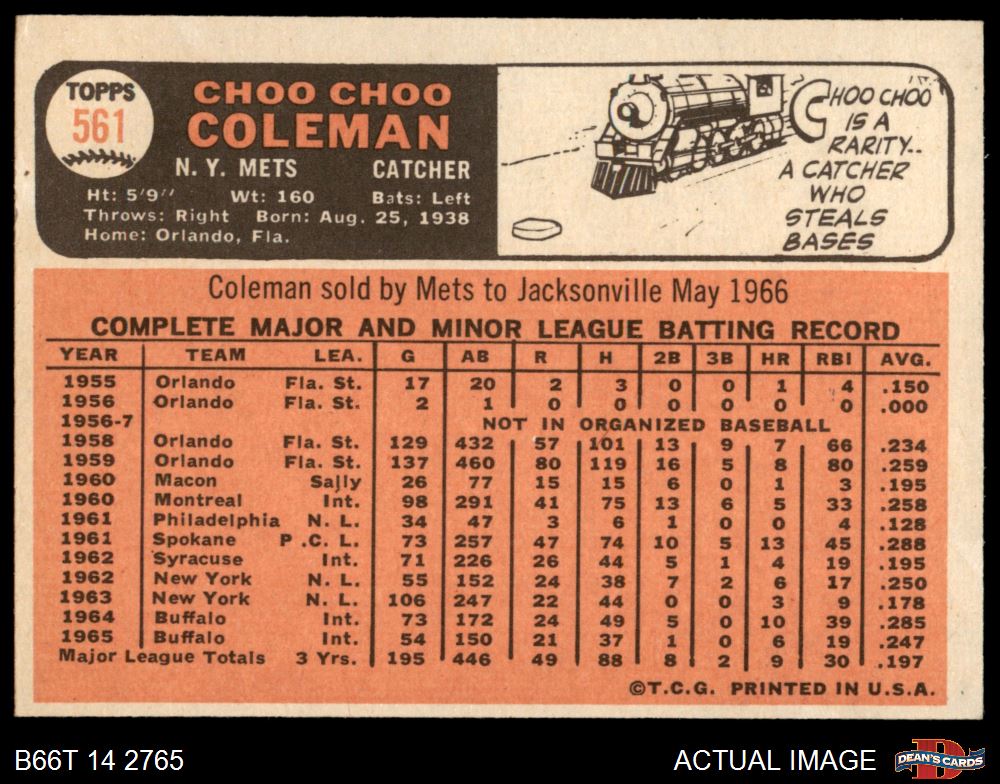 TOPPS
561
CHOO CHOO
COLEMAN
N. Y. METS CATCHER
Ht: 5'9" Wt: 160 Bats: Left
Throws: Right Born: Aug. 25, 1938
Home: Orlando, Fla.
CHOO CHOO
IS A
RARITY..
A CATCHER
WHO
STEALS
BASES
Coleman sold by Mets to Jacksonville May 1966
COMPLETE MAJOR AND MINOR LEAGUE BATTING RECORD
YEAR TEAM LEA. G AB R H 2B 3B HR RBI AVG.
1955 Orlando Fla. St. 17 20 2 3 0 0 1 4 .150
1956 Orlando Fla. St. 2 1 0 0 0 0 0 0 .000
1956-7 NOT IN ORGANIZED BASEBALL
1958 Orlando Fla. St. 129 432 57 101 13 9 7 66 .234
1959 Orlando Fla. St. 137 460 80 119 16 5 8 80 .259
1960 Macon Sally 26 77 15 15 6 0 1 3 .195
1960 Montreal Int. 98 291 41 75 13 6 5 33 .258
1961 Philadelphia N. L. 34 47 3 6 1 0 0 4 .128
1961 Spokane P .C. L. 73 257 47 74 10 5 13 45 .288
1962 Syracuse Int. 71 226 26 44 5 1 4 19 .195
1962 New York N. L. 55 152 24 38 7 2 6 17 .250
1963 New York N. L. 106 247 22 44 0 0 3 9 .178
1964 Buffalo Int. 73 172 24 49 5 0 10 39 .285
1965 Buffalo Int. 54 150 21 37 1 0 6 19 .247
Major League Totals 3 Yrs. 195 446 49 88 8 2 9 30 .197
©T.C.G. PRINTED IN U.S.A.
B66T 14 2765 ACTUAL IMAGE DEAN'S CARDS